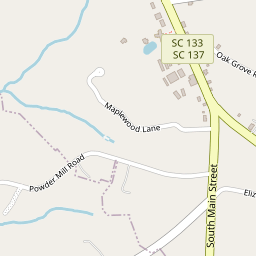 SC 133
SC 137
Oak Grove R
Maplewood Lane
Powder Mill Road
South Main Street
Eliz